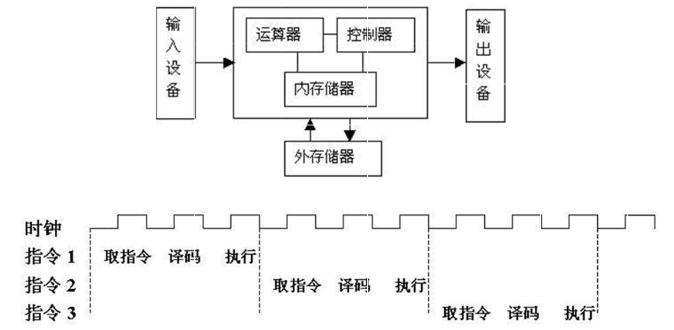 输入设备
运算器 控制器
内存储器
输出设备
外存储器
时钟
指令 1 取指令 译码 执行
指令 2 取指令 译码 执行
指令 3 取指令 译码 执行